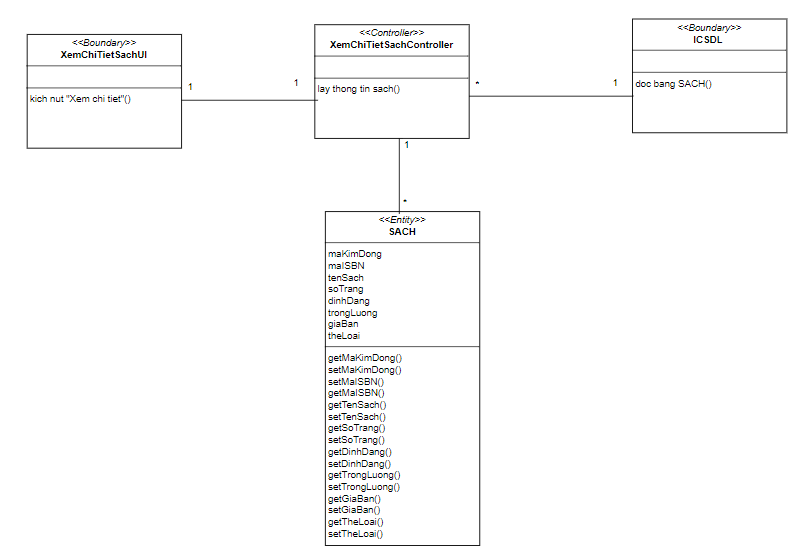 <<Boundary>>
XemChiTietSachUI
kich nut "Xem chi tiet"()
1
1
<<Controller>>
XemChiTietSachController
lay thong tin sach()
*
1
<<Boundary>>
ICSDL
doc bang SACH()
1
*
<<Entity>>
SACH
maKimDong
maISBN
tenSach
soTrang
dinhDang
trongLuong
giaBan
theLoai
getMaKimDong()
setMaKimDong()
setMaISBN()
getMaISBN()
getTenSach()
setTenSach()
getSoTrang()
setSoTrang()
getDinhDang()
setDinhDang()
getTrongLuong()
setTrongLuong()
getGiaBan()
setGiaBan()
getTheLoai()
setTheLoai()